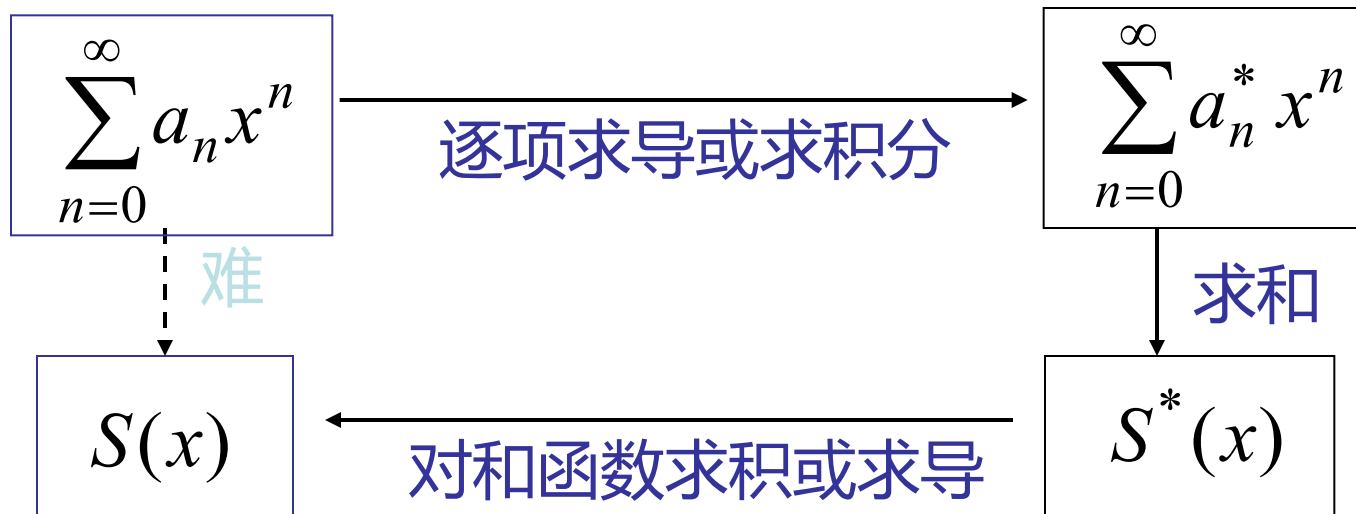 ∑_{n=0}^{∞} a_n x^n
逐项求导或求积分
∑_{n=0}^{∞} a_n^* x^n
难
求和
S(x)
对和函数求积或求导
S^*(x)